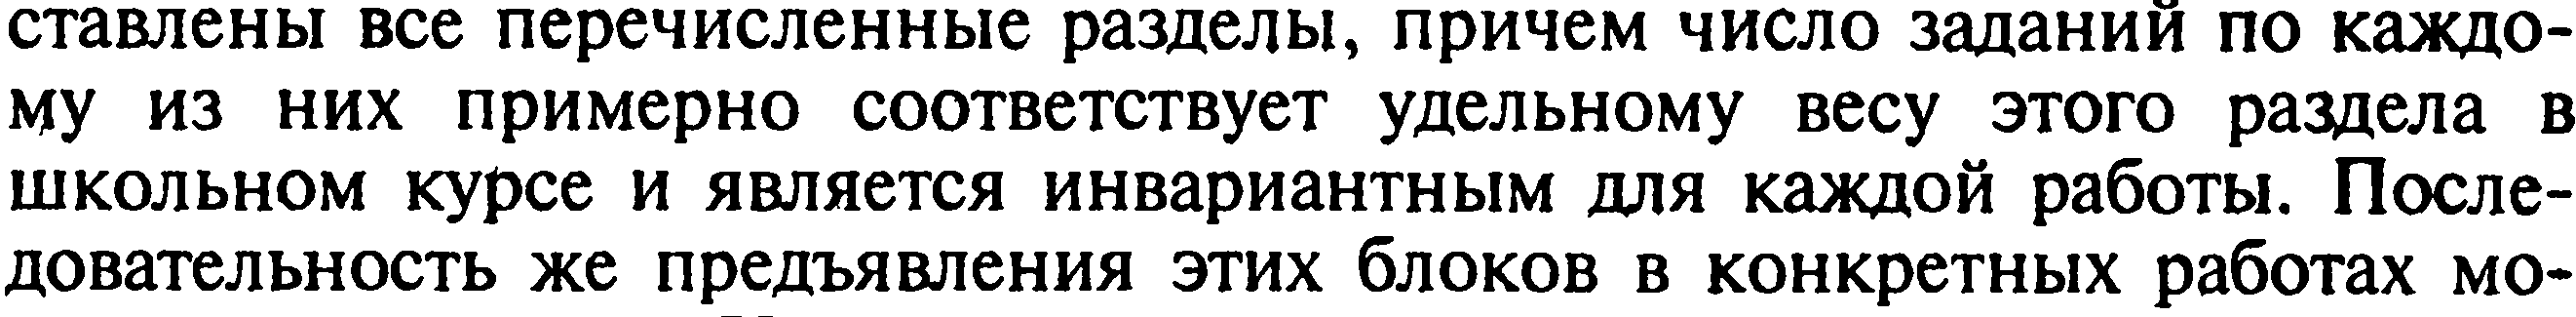 ставлены все перечисленные разделы, причем число заданий по каждо-
му из них примерно соответствует удельному весу этого раздела в
школьном курсе и является инвариантным для каждой работы. После-
довательность же предъявления этих блоков в конкретных работах мо-